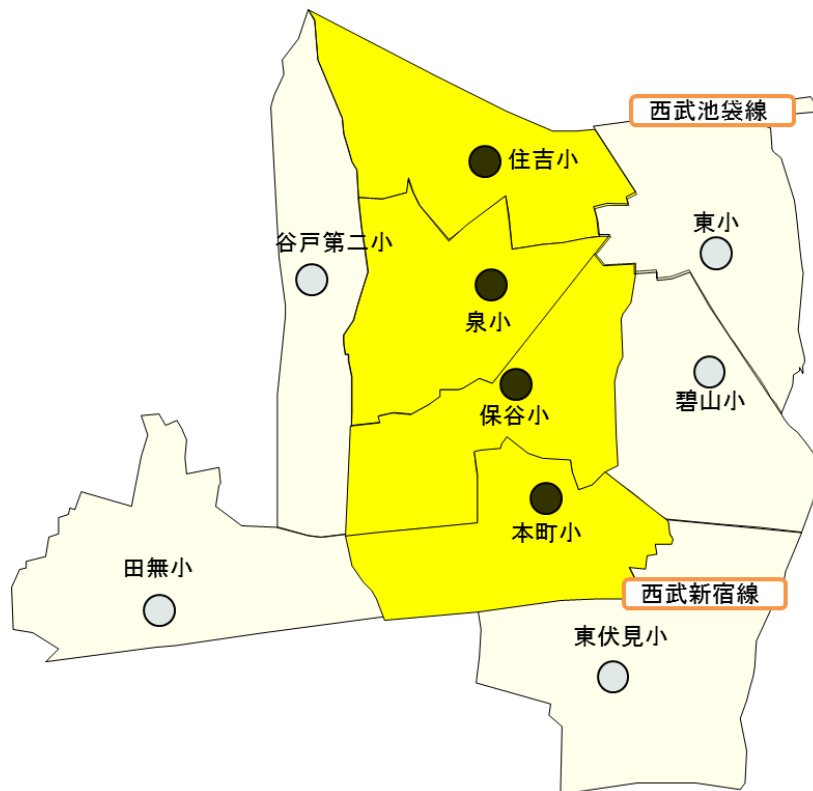 西武池袋線
住吉小
東小
谷戸第二小
泉小
碧山小
保谷小
本町小
田無小
西武新宿線
東伏見小